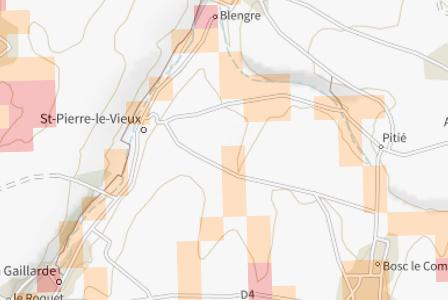 Blengre
St-Pierre-le-Vieux
Pitié
A
Gaillarde
Bosc le Com
le Roquet
D4